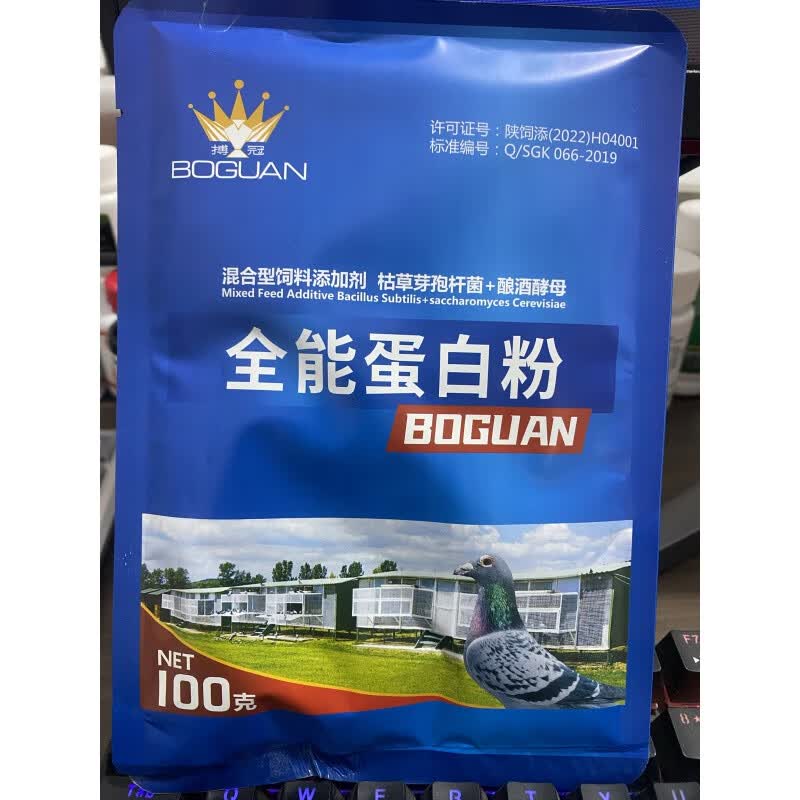 搏冠
BOGUAN
许可证号：陕饲添(2022)H04001
标准编号：Q/SGK 066-2019
混合型饲料添加剂 枯草芽孢杆菌+酿酒酵母
Mixed Feed Additive Bacillus Subtilis+saccharomyces Cerevisiae
全能蛋白粉
BOGUAN
NET
100克
F7
Tab Q W E R T Y U